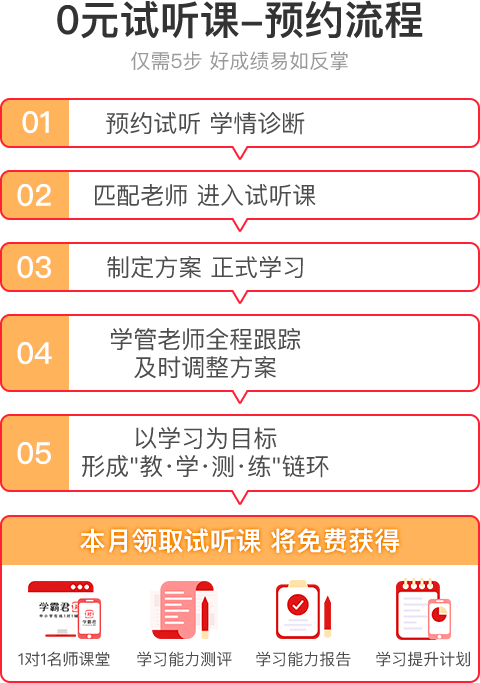 0元试听课–预约流程
仅需5步 好成绩易如反掌
01
预约试听 学情诊断
02
匹配老师 进入试听课
03
制定方案 正式学习
04
学管老师全程跟踪
及时调整方案
05
以学习为目标
形成"教·学·测·练"链环
本月领取试听课 将免费获得
学霸君
学霸君
1对1名师课堂
学习能力测评
学习能力报告
学习提升计划